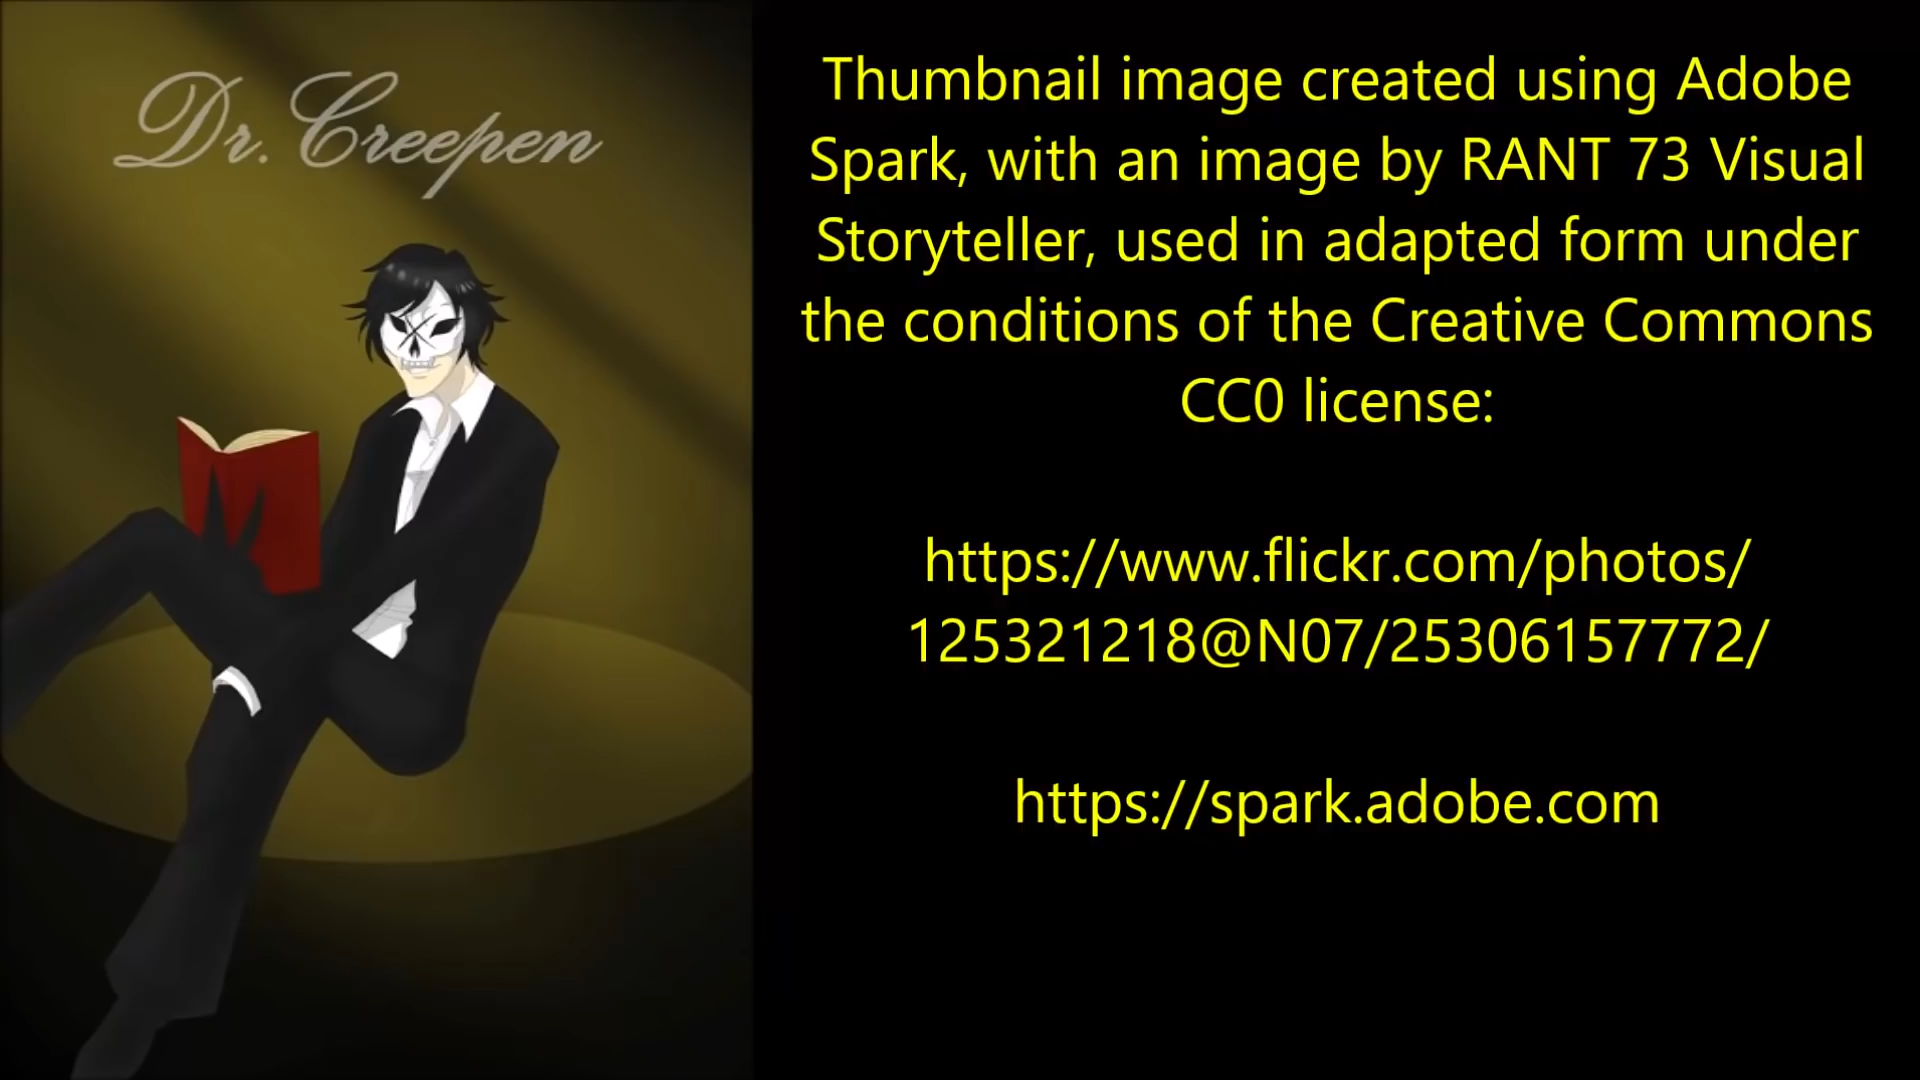 Dr. Creepen
Thumbnail image created using Adobe
Spark, with an image by RANT 73 Visual
Storyteller, used in adapted form under
the conditions of the Creative Commons
CC0 license:
https://www.flickr.com/photos/
125321218@N07/25306157772/
https://spark.adobe.com